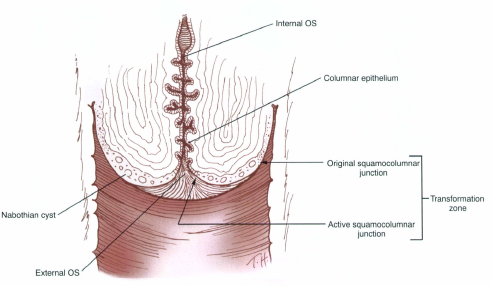 Internal OS
Columnar epithelium
Original squamocolumnar
junction
Transformation
zone
Nabothian cyst
Active squamocolumnar
junction
External OS
T.H.